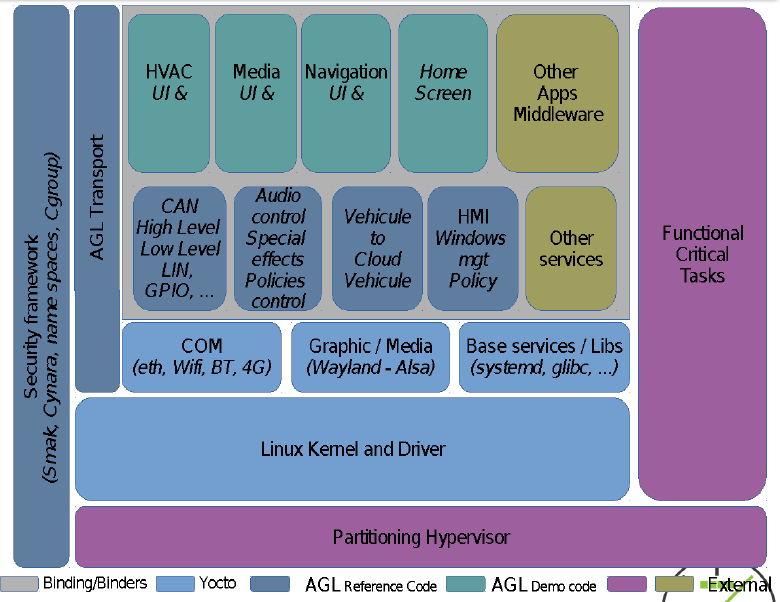 Security framework
(Smak, Cynara, name spaces, Cgroup)
AGL Transport
HVAC
UI &
Media
UI &
Navigation
UI &
Home
Screen
Other
Apps
Middleware
CAN
High Level
Low Level
LIN,
GPIO, ...
Audio
control
Special
effects
Policies
control
Vehicule
to
Cloud
Vehicule
HMI
Windows
mgt
Policy
Other
services
Functional
Critical
Tasks
COM
(eth, Wifi, BT, 4G)
Graphic / Media
(Wayland - Alsa)
Base services / Libs
(systemd, glibc, ...)
Linux Kernel and Driver
Partitioning Hypervisor
Binding/Binders
Yocto
AGL Reference Code
AGL Demo code
External